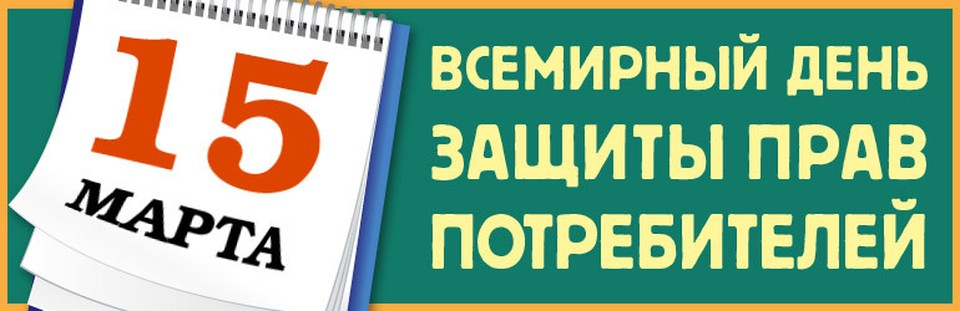 15
МАРТА
ВСЕМИРНЫЙ ДЕНЬ
ЗАЩИТЫ ПРАВ
ПОТРЕБИТЕЛЕЙ